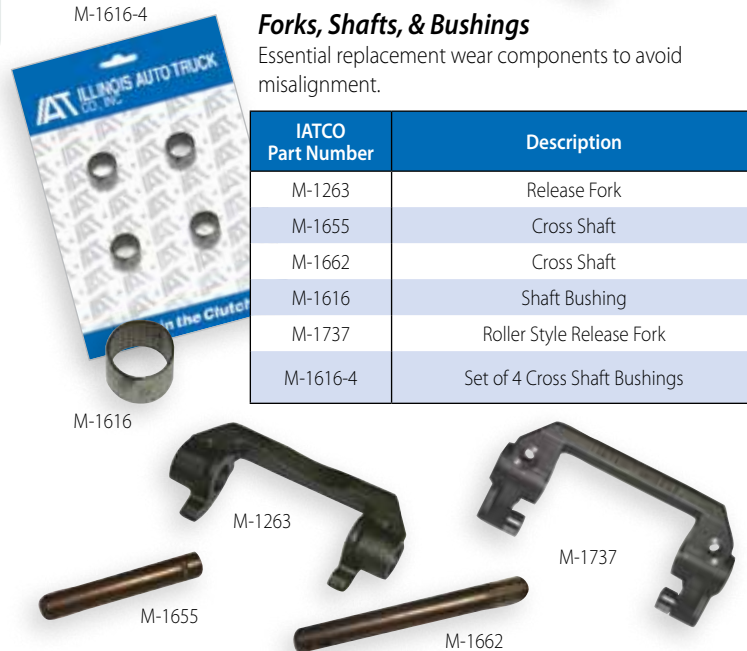 M-1616-4
Forks, Shafts, & Bushings
Essential replacement wear components to avoid
misalignment.
IAT ILLINOIS AUTO TRUCK
CO., INC
in the Clutch
IATCO
Part Number
Description
M-1263
Release Fork
M-1655
Cross Shaft
M-1662
Cross Shaft
M-1616
Shaft Bushing
M-1737
Roller Style Release Fork
M-1616-4
Set of 4 Cross Shaft Bushings
M-1616
M-1263
M-1737
M-1655
M-1662